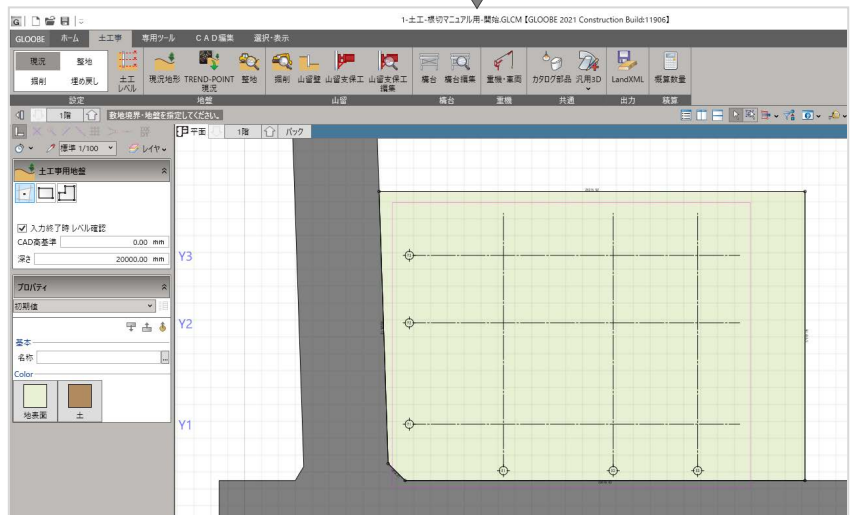 1-土工-根切マニュアル用-開始.GLCM【GLOOBE 2021 Construction Build:11906】
GLOOBE ホーム 土工事 専用ツール CAD編集 選択・表示
現況 整地
掘削 埋め戻し
土工レベル
現況地形 TREND-POINT現況 整地
掘削 山留壁 山留支保工 山留支保工編集
構台 構台編集
重機・車両
カタログ部品 汎用3D
LandXML
概算数量
設定 地盤 山留 構台 重機 共通 出力 積算
1階 敷地境界・地盤を指定してください。
平面 1階 バック
標準 1/100 レイヤ
土工事用地盤
入力終了時 レベル確認
CAD高基準 0.00 mm
深さ 20000.00 mm
プロパティ
初期値
基本
名称 ...
Color
地表面 土
Y3
Y2
Y1